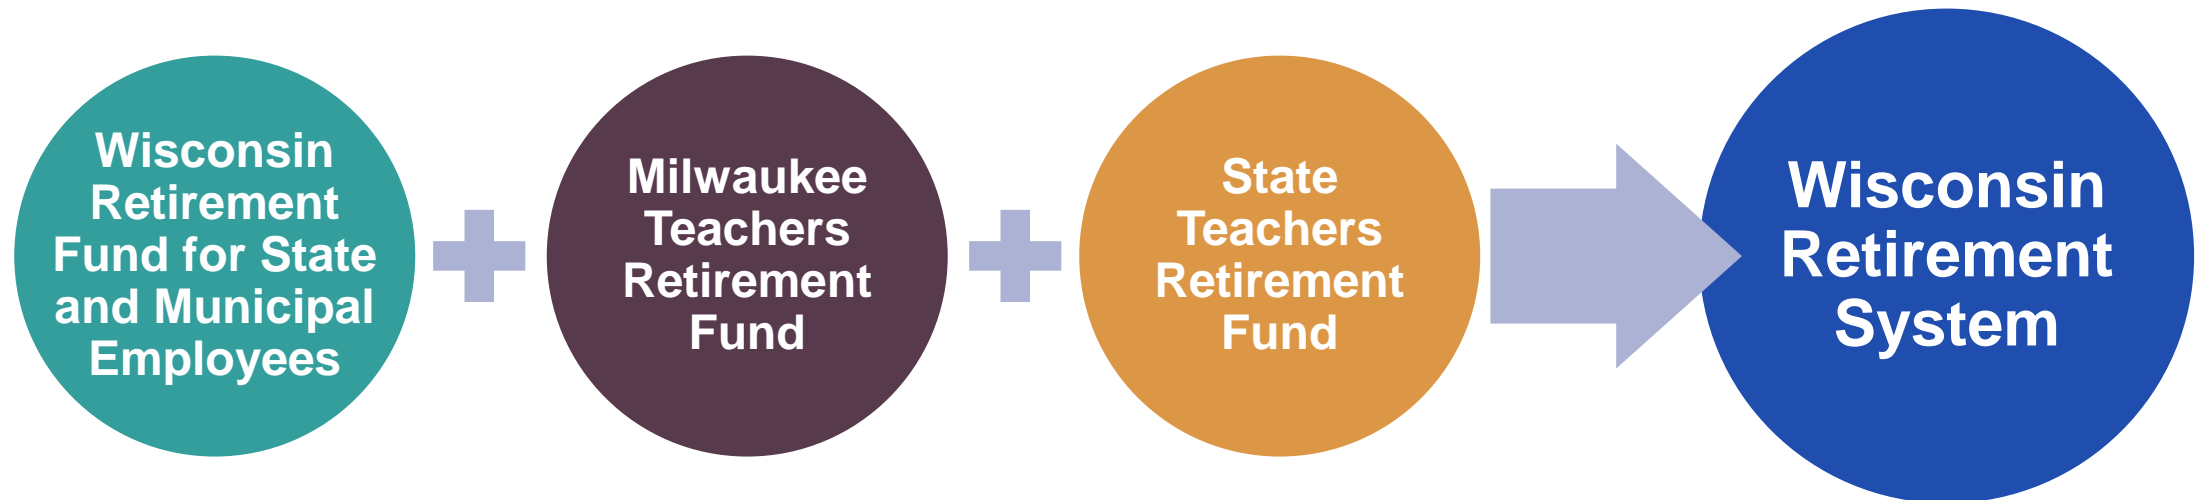 Wisconsin
Retirement
Fund for State
and Municipal
Employees
Milwaukee
Teachers
Retirement
Fund
State
Teachers
Retirement
Fund
Wisconsin
Retirement
System